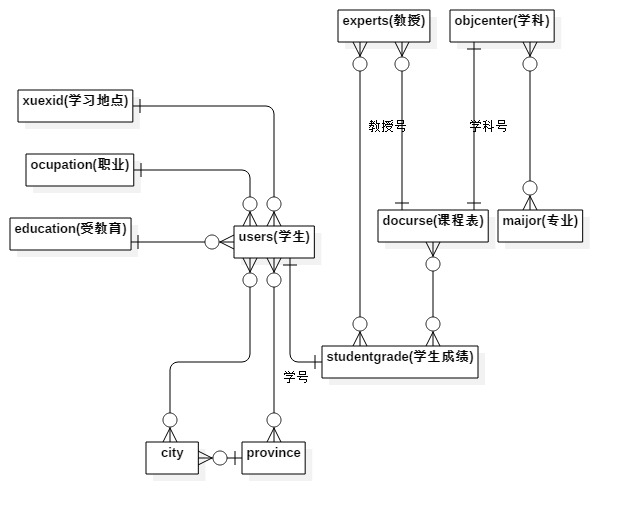 experts(教授)
objcenter(学科)
xuexid(学习地点)
教授号
学科号
ocupation(职业)
education(受教育)
users(学生)
docurse(课程表)
maijor(专业)
studentgrade(学生成绩)
学号
city
province